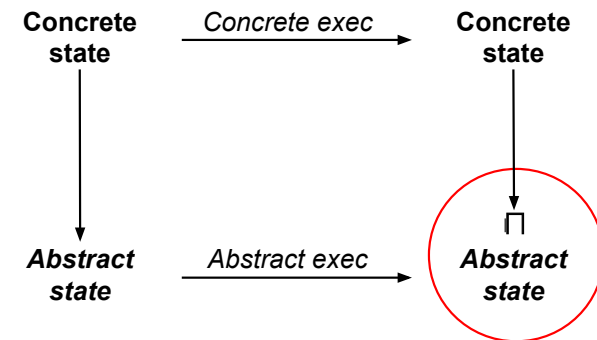 Concrete state
Concrete exec
Concrete state
⊓
Abstract state
Abstract exec
Abstract state